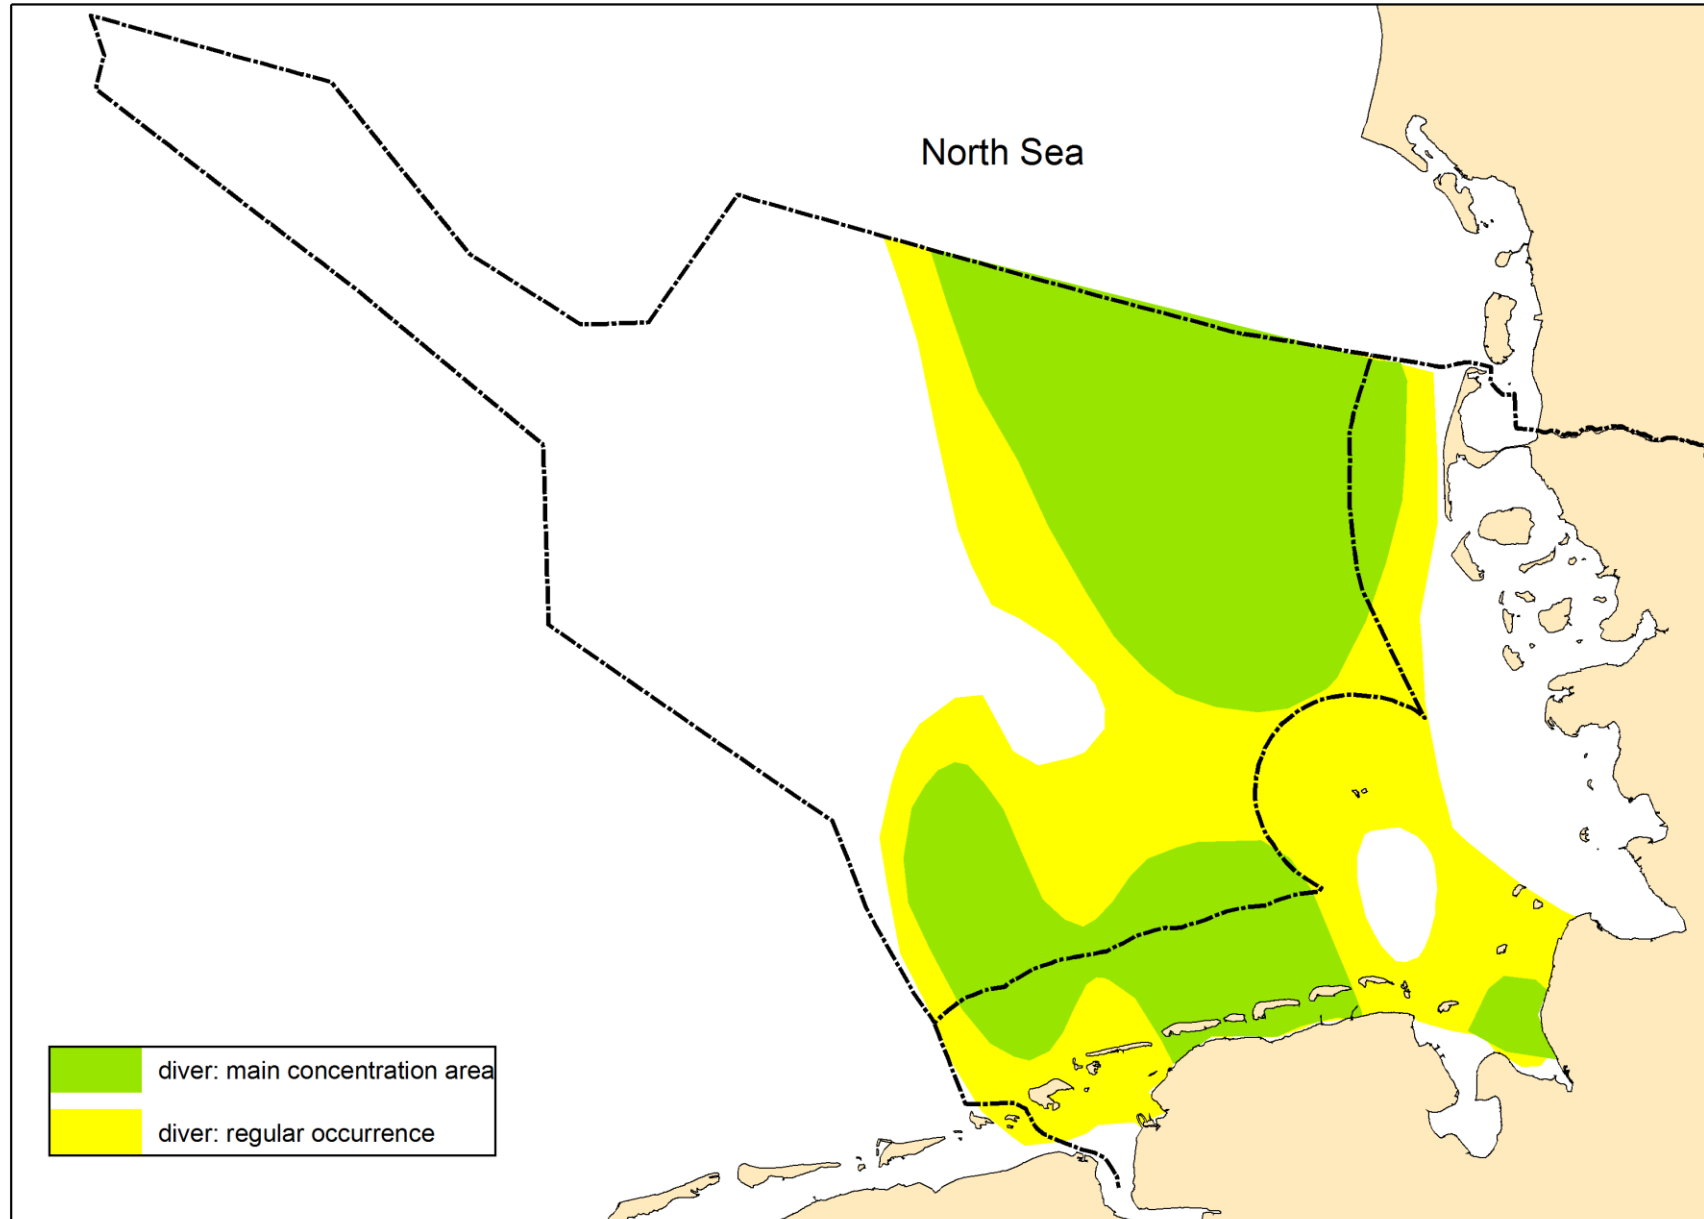 North Sea
diver: main concentration area
diver: regular occurrence